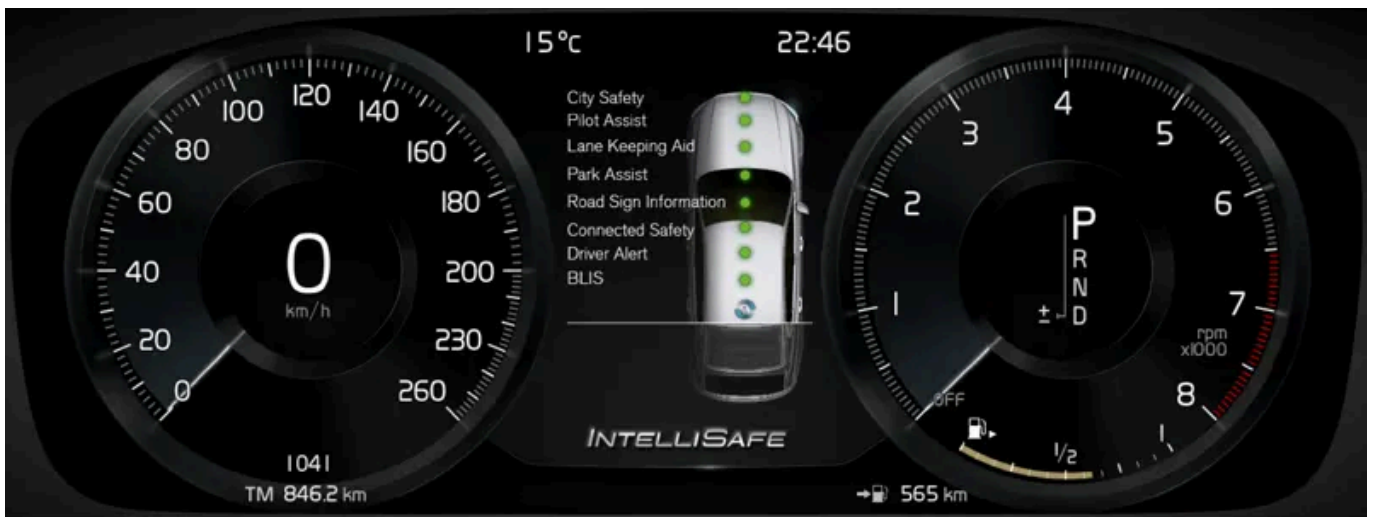 15°C
22:46
0
20
40
60
80
100
120
140
160
180
200
230
260
0
km/h
1041
TM 846.2 km
City Safety
Pilot Assist
Lane Keeping Aid
Park Assist
Road Sign Information
Connected Safety
Driver Alert
BLIS
INTELLISAFE
OFF
1
2
3
4
5
6
7
8
rpm
x1000
P
R
N
± D
1/2
1
565 km